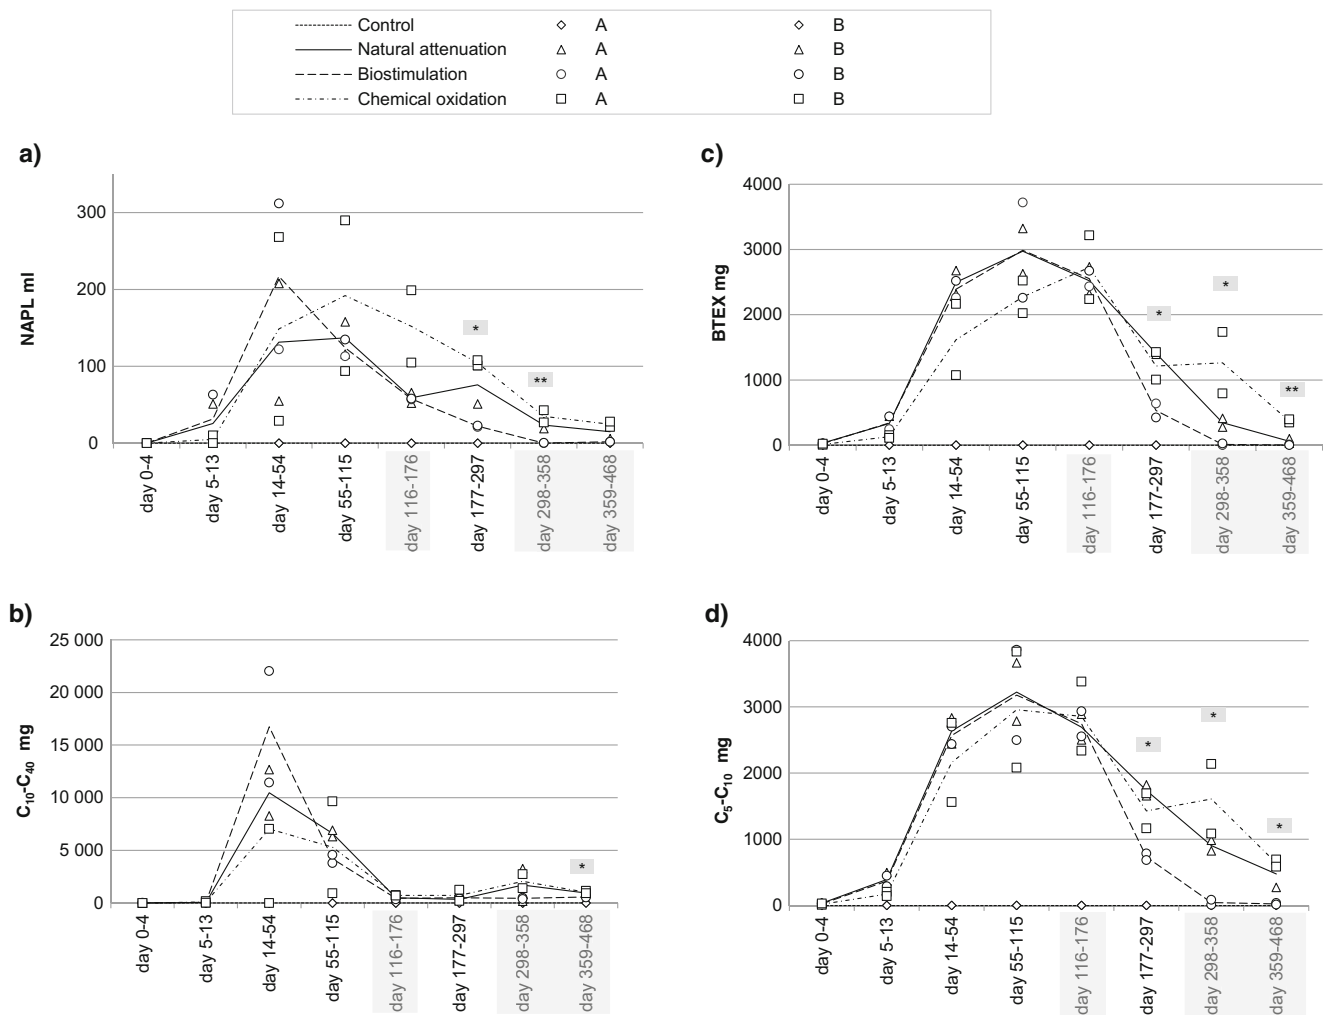 Control A B
Natural attenuation A B
Biostimulation A B
Chemical oxidation A B
a)
NAPL ml
300
200
100
0
day 0-4
day 5-13
day 14-54
day 55-115
day 116-176
day 177-297
day 298-358
day 359-468
*
**
c)
BTEX mg
4000
3000
2000
1000
0
day 0-4
day 5-13
day 14-54
day 55-115
day 116-176
day 177-297
day 298-358
day 359-468
*
*
**
b)
C10-C40 mg
25 000
20 000
15 000
10 000
5 000
0
day 0-4
day 5-13
day 14-54
day 55-115
day 116-176
day 177-297
day 298-358
day 359-468
*
d)
C5-C10 mg
4000
3000
2000
1000
0
day 0-4
day 5-13
day 14-54
day 55-115
day 116-176
day 177-297
day 298-358
day 359-468
*
*
*